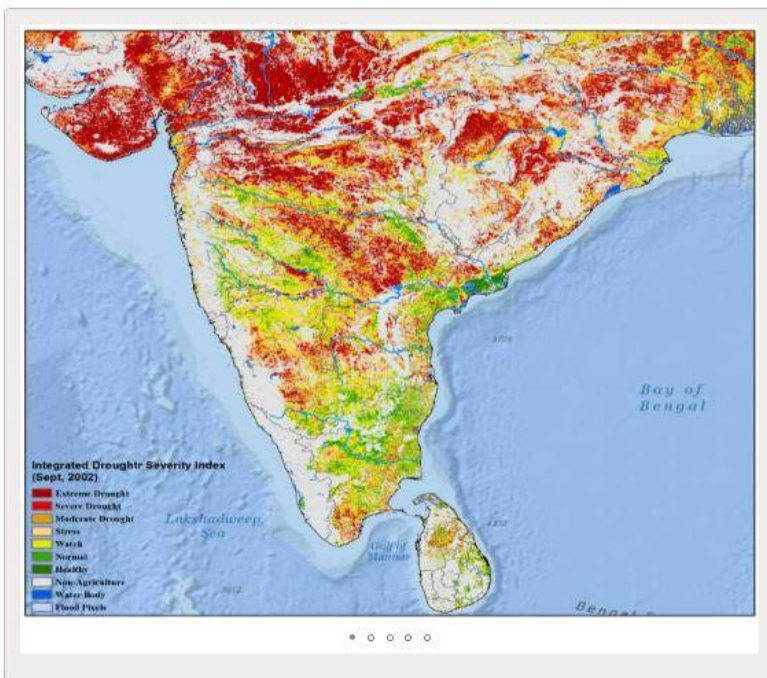 Bay of
Bengal
Integrated Droughtr Severity Index
(Sept, 2002)
Extreme Drought
Severe Drought
Moderate Drought
Stress
Watch
Normal
Healthy
Non-Agriculture
Water Body
Flood Pixels
Lakshadweep
Sea
Gulf of
Mannar